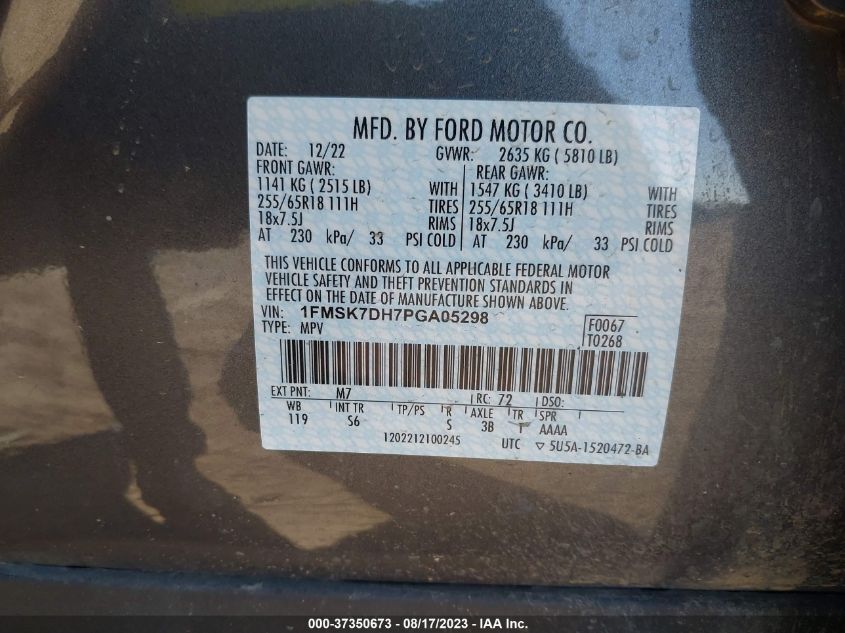 MFD. BY FORD MOTOR CO.
DATE: 12/22 GVWR: 2635 KG ( 5810 LB)
FRONT GAWR: REAR GAWR:
1141 KG ( 2515 LB) WITH 1547 KG ( 3410 LB) WITH
255/65R18 111H TIRES 255/65R18 111H TIRES
18x7.5J RIMS 18x7.5J RIMS
AT 230 kPa/ 33 PSI COLD AT 230 kPa/ 33 PSI COLD
THIS VEHICLE CONFORMS TO ALL APPLICABLE FEDERAL MOTOR
VEHICLE SAFETY AND THEFT PREVENTION STANDARDS IN
EFFECT ON THE DATE OF MANUFACTURE SHOWN ABOVE.
VIN: 1FMSK7DH7PGA05298
TYPE: MPV
F0067
T0268
EXT PNT: M7 RC: 72 DSO:
WB INT TR TP/PS R AXLE TR SPR
119 S6 S 3B T AAAA
1202212100245 UTC ▽ 5U5A-1520472-BA
000-37350673 - 08/17/2023 - IAA Inc.